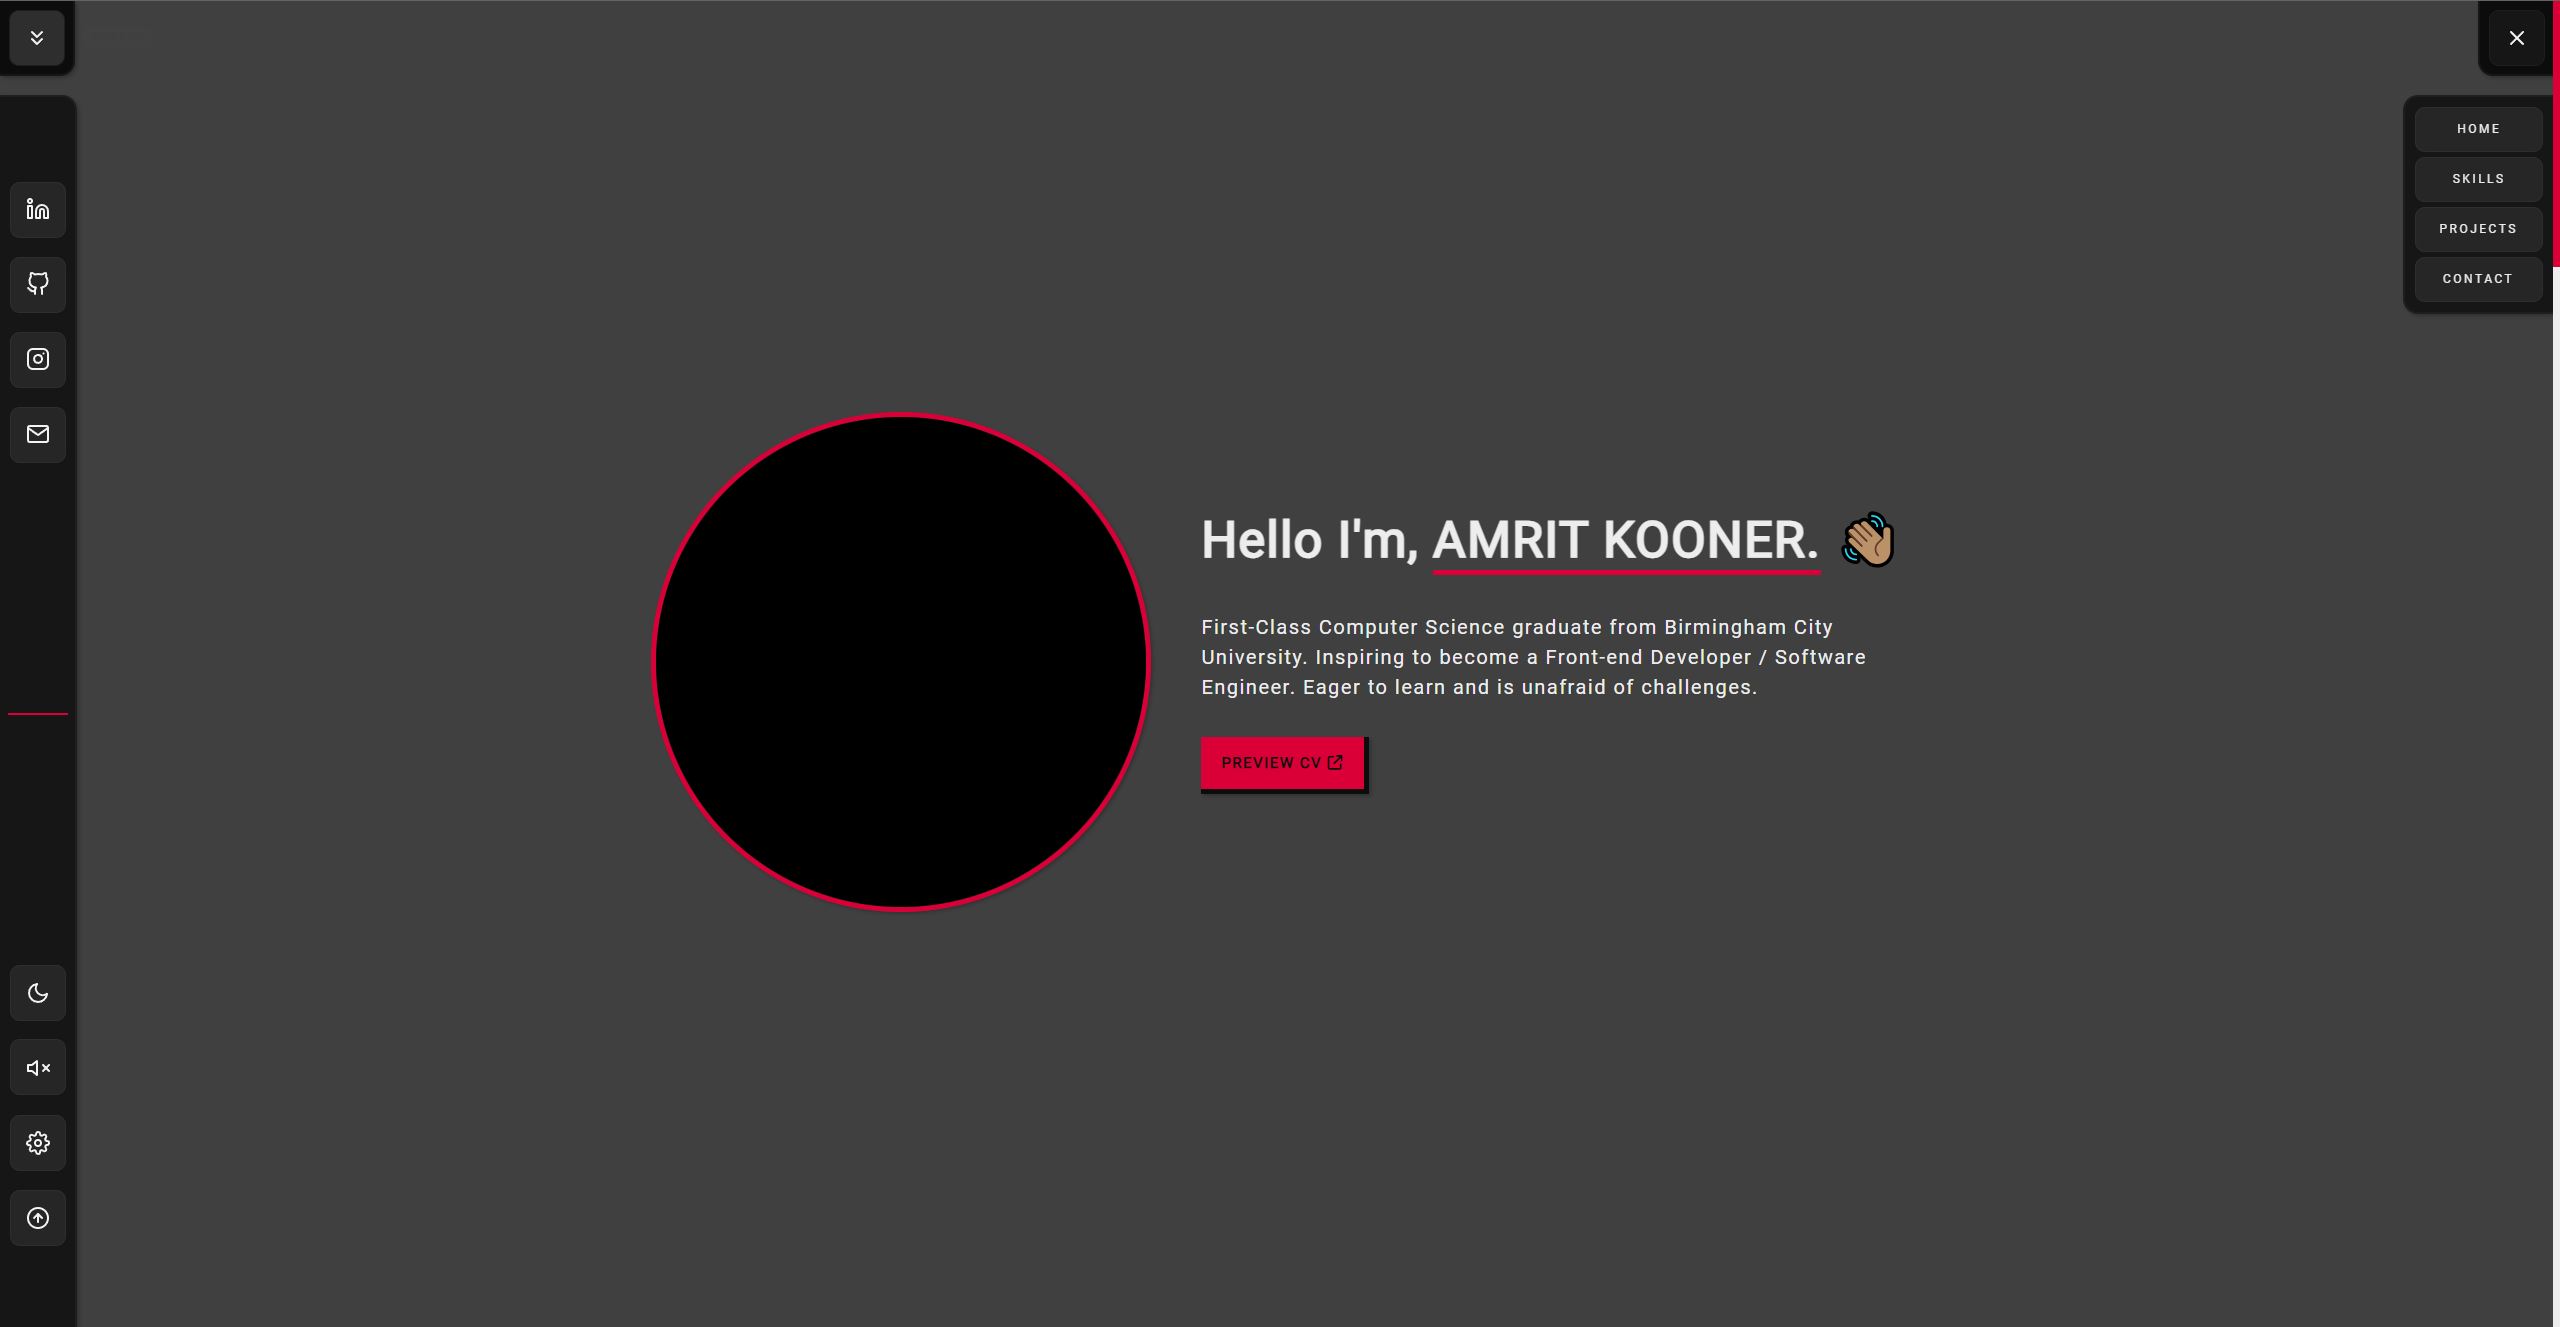 HOME
SKILLS
PROJECTS
CONTACT
Hello I'm, AMRIT KOONER.
First-Class Computer Science graduate from Birmingham City
University. Inspiring to become a Front-end Developer / Software
Engineer. Eager to learn and is unafraid of challenges.
PREVIEW CV